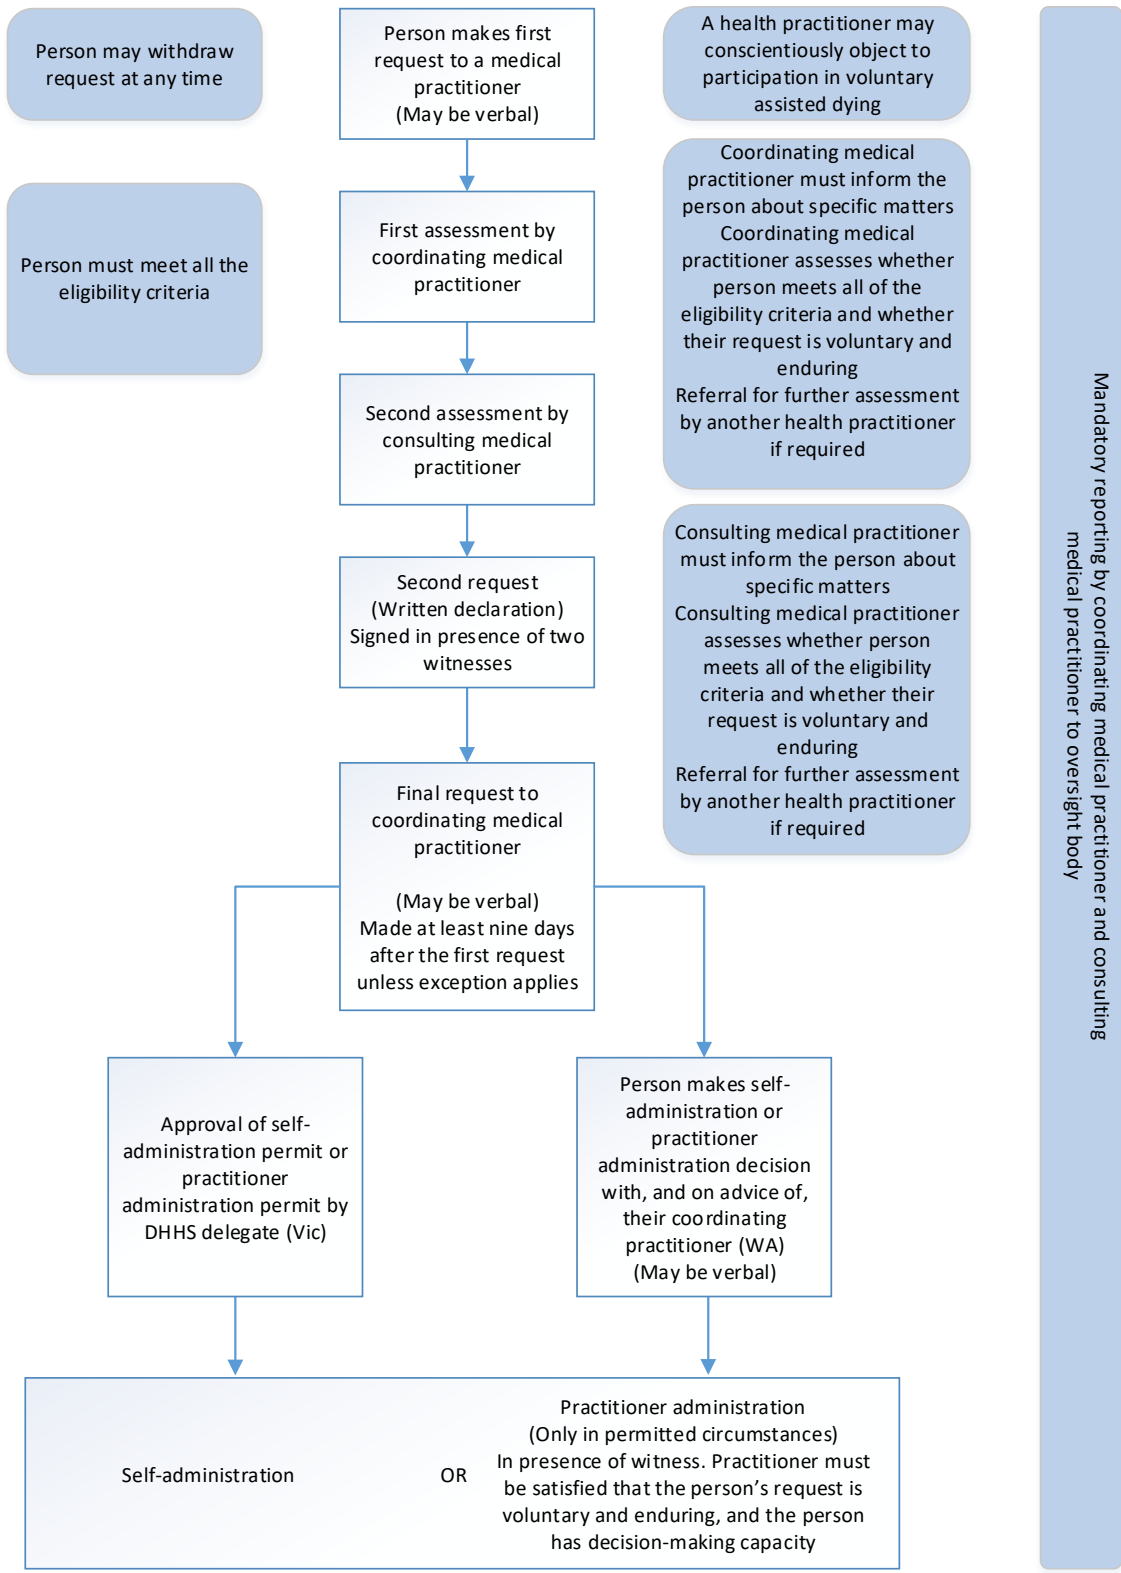 Person may withdraw
request at any time
Person makes first
request to a medical
practitioner
(May be verbal)
A health practitioner may
conscientiously object to
participation in voluntary
assisted dying
Person must meet all the
eligibility criteria
First assessment by
coordinating medical
practitioner
Coordinating medical
practitioner must inform the
person about specific matters
Coordinating medical
practitioner assesses whether
person meets all of the
eligibility criteria and whether
their request is voluntary and
enduring
Referral for further assessment
by another health practitioner
if required
Second assessment by
consulting medical
practitioner
Second request
(Written declaration)
Signed in presence of two
witnesses
Consulting medical practitioner
must inform the person about
specific matters
Consulting medical practitioner
assesses whether person
meets all of the eligibility
criteria and whether their
request is voluntary and
enduring
Referral for further assessment
by another health practitioner
if required
Final request to
coordinating medical
practitioner
(May be verbal)
Made at least nine days
after the first request
unless exception applies
Approval of self-
administration permit or
practitioner
administration permit by
DHHS delegate (Vic)
Person makes self-
administration or
practitioner
administration decision
with, and on advice of,
their coordinating
practitioner (WA)
(May be verbal)
Self-administration
OR
Practitioner administration
(Only in permitted circumstances)
In presence of witness. Practitioner must
be satisfied that the person’s request is
voluntary and enduring, and the person
has decision-making capacity
Mandatory reporting by coordinating medical practitioner and consulting
medical practitioner to oversight body